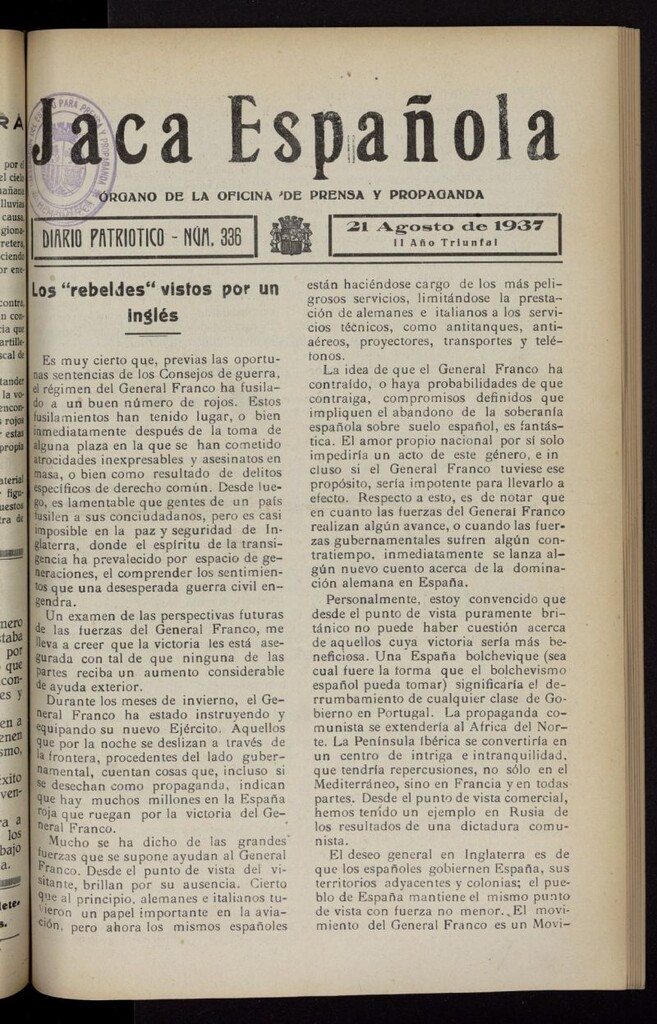 Jaca Española
ÓRGANO DE LA OFICINA DE PRENSA Y PROPAGANDA
DIARIO PATRIOTICO - NÚM. 336
21 Agosto de 1937
II Año Triunfal
Los "rebeldes" vistos por un
inglés
Es muy cierto que, previas las oportu-
nas sentencias de los Consejos de guerra,
el régimen del General Franco ha fusila-
do a un buen número de rojos. Estos
fusilamientos han tenido lugar, o bien
inmediatamente después de la toma de
alguna plaza en la que se han cometido
atrocidades inexpresables y asesinatos en
masa, o bien como resultado de delitos
específicos de derecho común. Desde lue-
go, es lamentable que gentes de un país
fusilen a sus conciudadanos, pero es casi
imposible en la paz y seguridad de In-
glaterra, donde el espíritu de la transi-
gencia ha prevalecido por espacio de ge-
neraciones, el comprender los sentimien-
tos que una desesperada guerra civil en-
gendra.
Un examen de las perspectivas futuras
de las fuerzas del General Franco, me
lleva a creer que la victoria les está ase-
gurada con tal de que ninguna de las
partes reciba un aumento considerable
de ayuda exterior.
Durante los meses de invierno, el Ge-
neral Franco ha estado instruyendo y
equipando su nuevo Ejército. Aquellos
que por la noche se deslizan a través de
la frontera, procedentes del lado guber-
namental, cuentan cosas que, incluso si
se desechan como propaganda, indican
que hay muchos millones en la España
roja que ruegan por la victoria del Ge-
neral Franco.
Mucho se ha dicho de las grandes
fuerzas que se supone ayudan al General
Franco. Desde el punto de vista del vi-
sitante, brillan por su ausencia. Cierto
que al principio, alemanes e italianos tu-
vieron un papel importante en la avia-
ción, pero ahora los mismos españoles
están haciéndose cargo de los más peli-
grosos servicios, limitándose la presta-
ción de alemanes e italianos a los servi-
cios técnicos, como antitanques, anti-
aéreos, proyectores, transportes y telé-
fonos.
La idea de que el General Franco ha
contraído, o haya probabilidades de que
contraiga, compromisos definidos que
impliquen el abandono de la soberanía
española sobre suelo español, es fantás-
tica. El amor propio nacional por sí solo
impediría un acto de este género, e in
cluso si el General Franco tuviese ese
propósito, sería impotente para llevarlo a
efecto. Respecto a esto, es de notar que
en cuanto las fuerzas del General Franco
realizan algún avance, o cuando las fuer-
zas gubernamentales sufren algún con-
tratiempo, inmediatamente se lanza al-
gún nuevo cuento acerca de la domina-
ción alemana en España.
Personalmente, estoy convencido que
desde el punto de vista puramente bri-
tánico no puede haber cuestión acerca
de aquellos cuya victoria sería más be-
neficiosa. Una España bolchevique (sea
cual fuere la forma que el bolchevismo
español pueda tomar) significaría el de-
rrumbamiento de cualquier clase de Go-
bierno en Portugal. La propaganda co-
munista se extendería al Africa del Nor-
te. La Península Ibérica se convertiría en
un centro de intriga e intranquilidad,
que tendría repercusiones, no sólo en el
Mediterráneo, sino en Francia y en todas
partes. Desde el punto de vista comercial,
hemos tenido un ejemplo en Rusia de
los resultados de una dictadura comu-
nista.
El deseo general en Inglaterra es de
que los españoles gobiernen España, sus
territorios adyacentes y colonias; el pue-
blo de España mantiene el mismo punto
de vista con fuerza no menor. El movi-
miento del General Franco es un Movi-